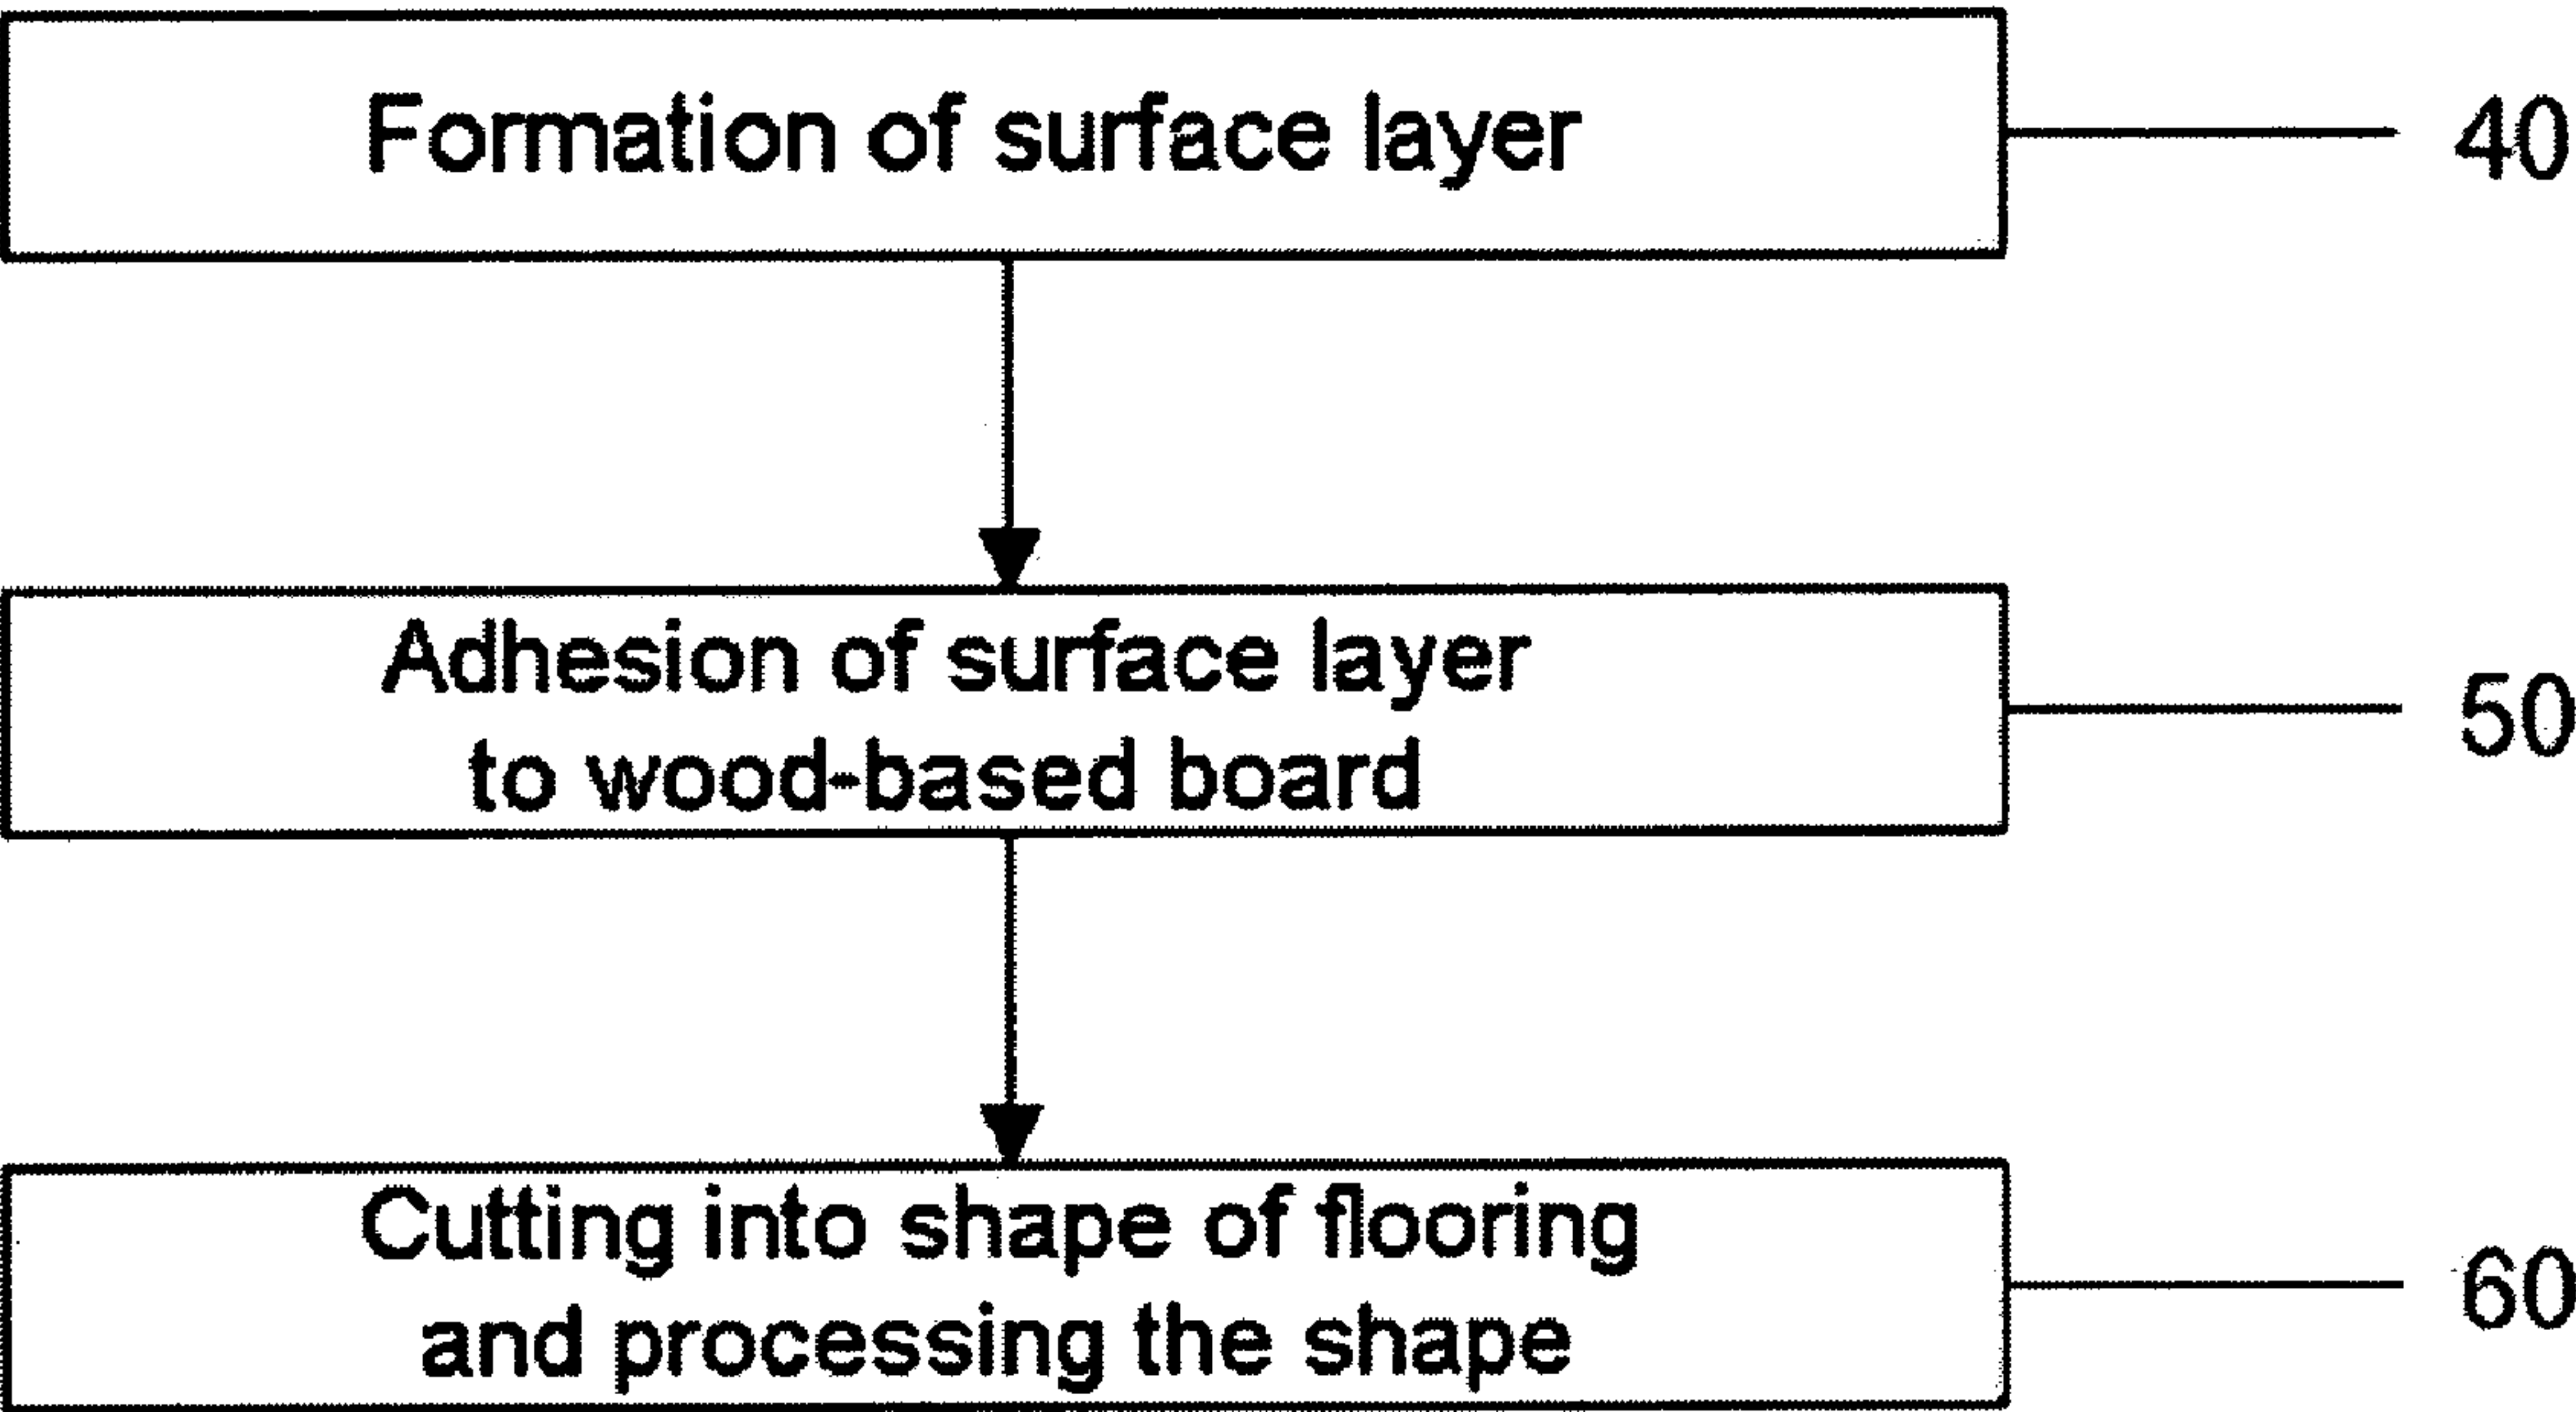 Formation of surface layer
40
Adhesion of surface layer
to wood-based board
50
Cutting into shape of flooring
and processing the shape
60